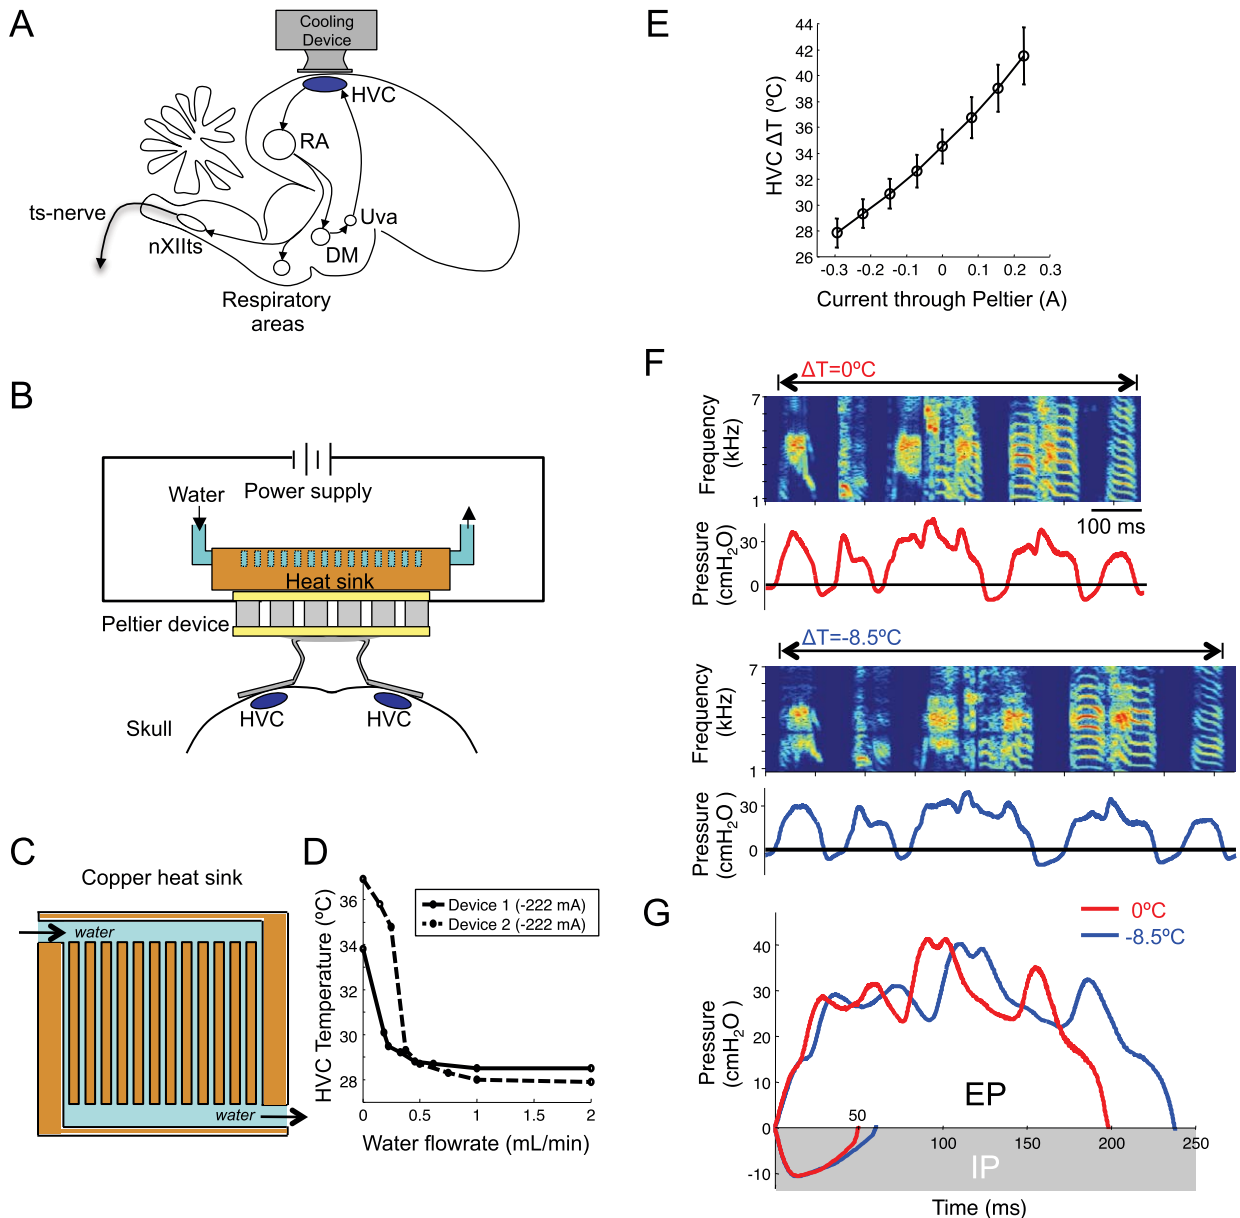 A
Cooling
Device
HVC
RA
Uva
ts-nerve
nXIIts
DM
Respiratory
areas
B
Power supply
Water
Heat sink
Peltier device
HVC
HVC
Skull
C
Copper heat sink
water
water
D
HVC Temperature (ºC)
36
34
32
30
28
Device 1 (-222 mA)
Device 2 (-222 mA)
0
0.5
1
1.5
2
Water flowrate (mL/min)
E
HVC ΔT (ºC)
44
42
40
38
36
34
32
30
28
26
-0.3
-0.2
-0.1
0
0.1
0.2
0.3
Current through Peltier (A)
F
ΔT=0ºC
Frequency
(kHz)
7
1
100 ms
Pressure
(cmH2O)
30
0
ΔT=-8.5ºC
Frequency
(kHz)
7
1
Pressure
(cmH2O )
30
0
G
0ºC
-8.5ºC
Pressure
(cmH2O )
40
30
20
10
0
-10
EP
IP
50
100
150
200
250
Time (ms)